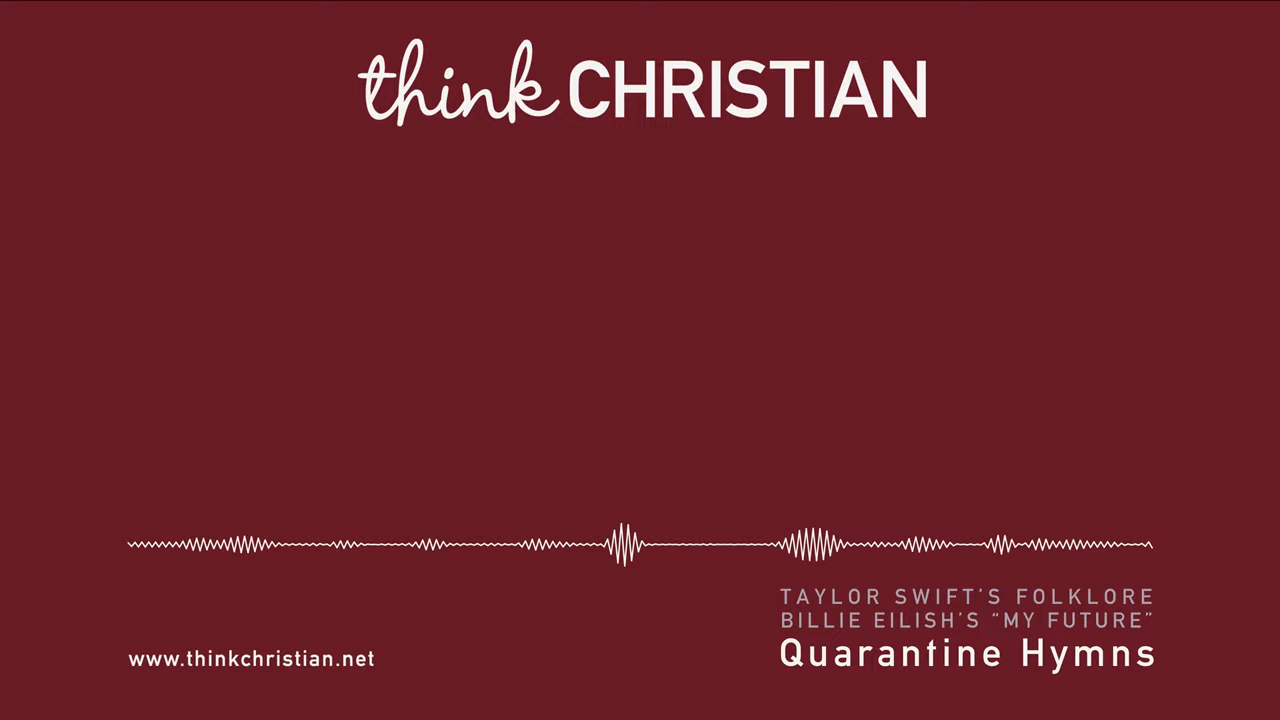 think CHRISTIAN
TAYLOR SWIFT'S FOLKLORE
BILLIE EILISH'S “MY FUTURE”
Quarantine Hymns
www.thinkchristian.net